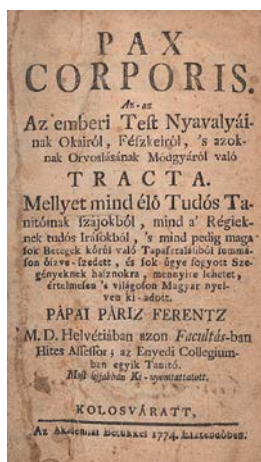 PAX
CORPORIS.
Az-az
Az emberi Test Nyavalyái-
nak Okairól, Fészkeiről, 's azok-
nak Orvoslásának Módgyáról való
TRACTA.
Mellyet mind élő Tudós Ta-
nitóinak szájokból, mind a' Régiek-
nek tudós Irásokból, 's mind pedig maga
sok Betegek körül való Tapasztalásiból summá-
son öszve-szedett, és sok ügye fogyott Sze-
gényeknek hasznokra, mennyire lehetet,
értelmesen 's világoson Magyar nyel-
ven ki-adott.
PÁPAI PÁRIZ FERENTZ
M. D. Helvétiában azon Facultás-ban
Hites Assessor; az Enyedi Collegium-
ban egyik Tanitó.
Most ujjabban Ki-nyomtattatott.
KOLOSVÁRATT,
Az Akademiai Betükkel 1774. Esztendőben.